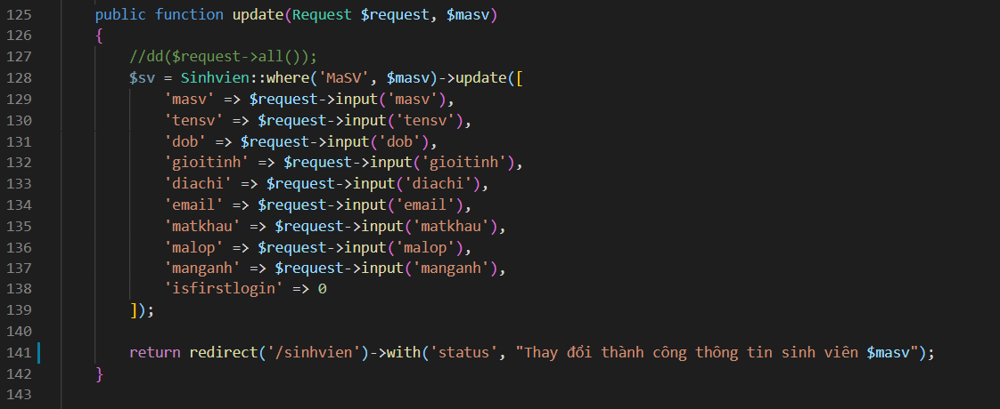 125 public function update(Request $request, $masv)
126 {
127 //dd($request->all());
128 $sv = Sinhvien::where('MaSV', $masv)->update([
129 'masv' => $request->input('masv'),
130 'tensv' => $request->input('tensv'),
131 'dob' => $request->input('dob'),
132 'gioitinh' => $request->input('gioitinh'),
133 'diachi' => $request->input('diachi'),
134 'email' => $request->input('email'),
135 'matkhau' => $request->input('matkhau'),
136 'malop' => $request->input('malop'),
137 'manganh' => $request->input('manganh'),
138 'isfirstlogin' => 0
139 ]);
140
141 return redirect('/sinhvien')->with('status', "Thay đổi thành công thông tin sinh viên $masv");
142 }
143